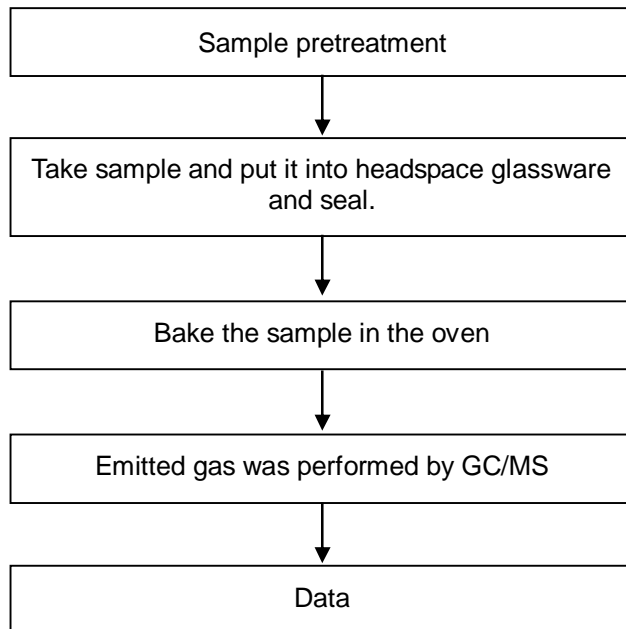 Sample pretreatment
Take sample and put it into headspace glassware
and seal.
Bake the sample in the oven
Emitted gas was performed by GC/MS
Data